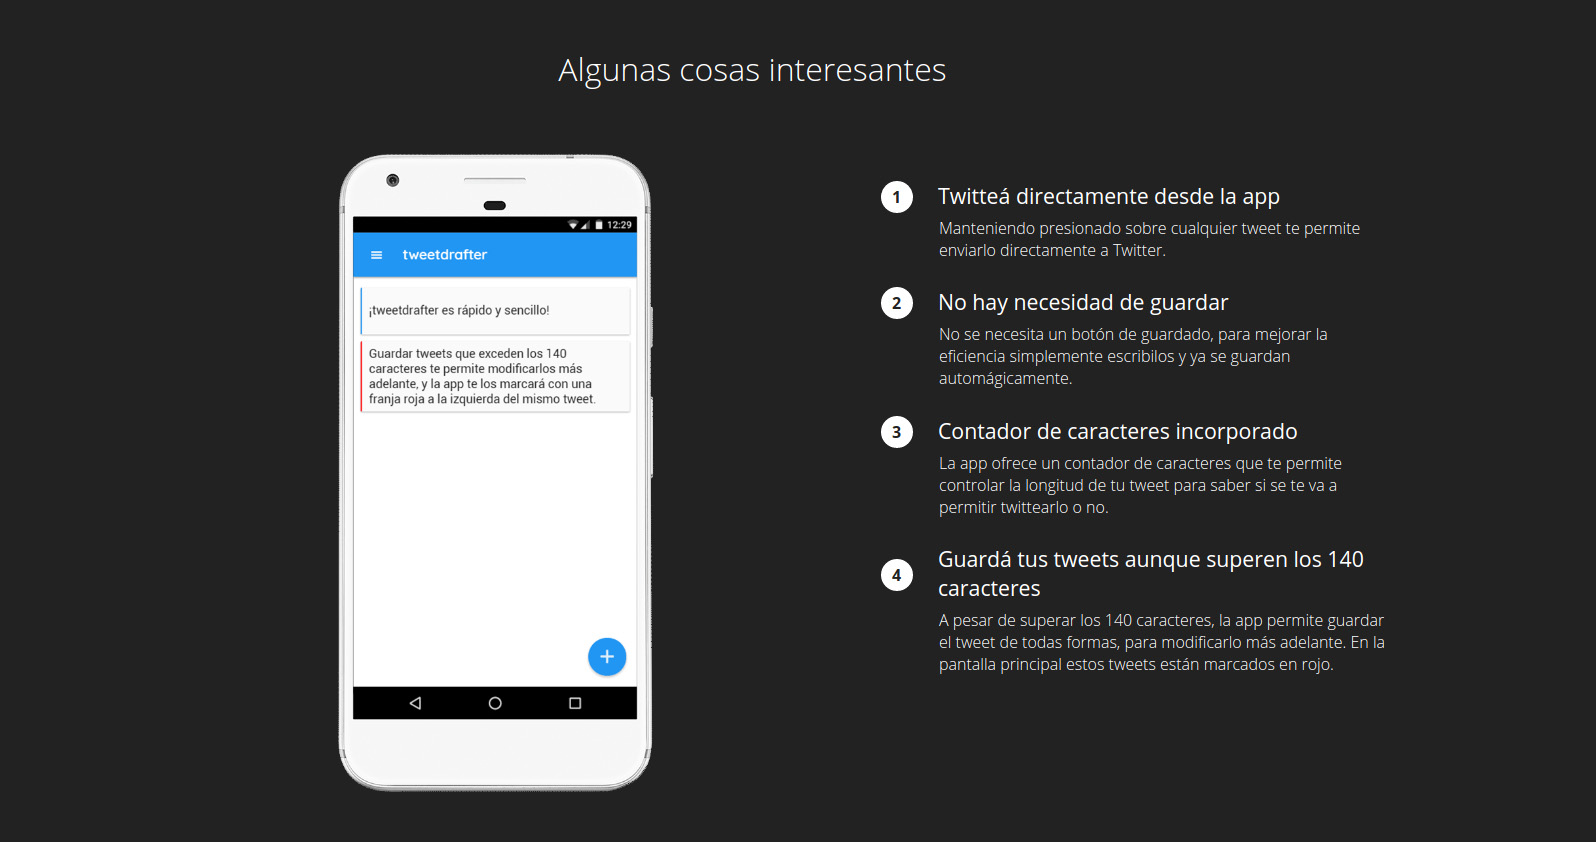 Algunas cosas interesantes
12:29
tweetdrafter
¡tweetdrafter es rápido y sencillo!
Guardar tweets que exceden los 140
caracteres te permite modificarlos más
adelante, y la app te los marcará con una
franja roja a la izquierda del mismo tweet.
1
Twitteá directamente desde la app
Manteniendo presionado sobre cualquier tweet te permite
enviarlo directamente a Twitter.
2
No hay necesidad de guardar
No se necesita un botón de guardado, para mejorar la
eficiencia simplemente escribilos y ya se guardan
automágicamente.
3
Contador de caracteres incorporado
La app ofrece un contador de caracteres que te permite
controlar la longitud de tu tweet para saber si se te va a
permitir twittearlo o no.
4
Guardá tus tweets aunque superen los 140
caracteres
A pesar de superar los 140 caracteres, la app permite guardar
el tweet de todas formas, para modificarlo más adelante. En la
pantalla principal estos tweets están marcados en rojo.